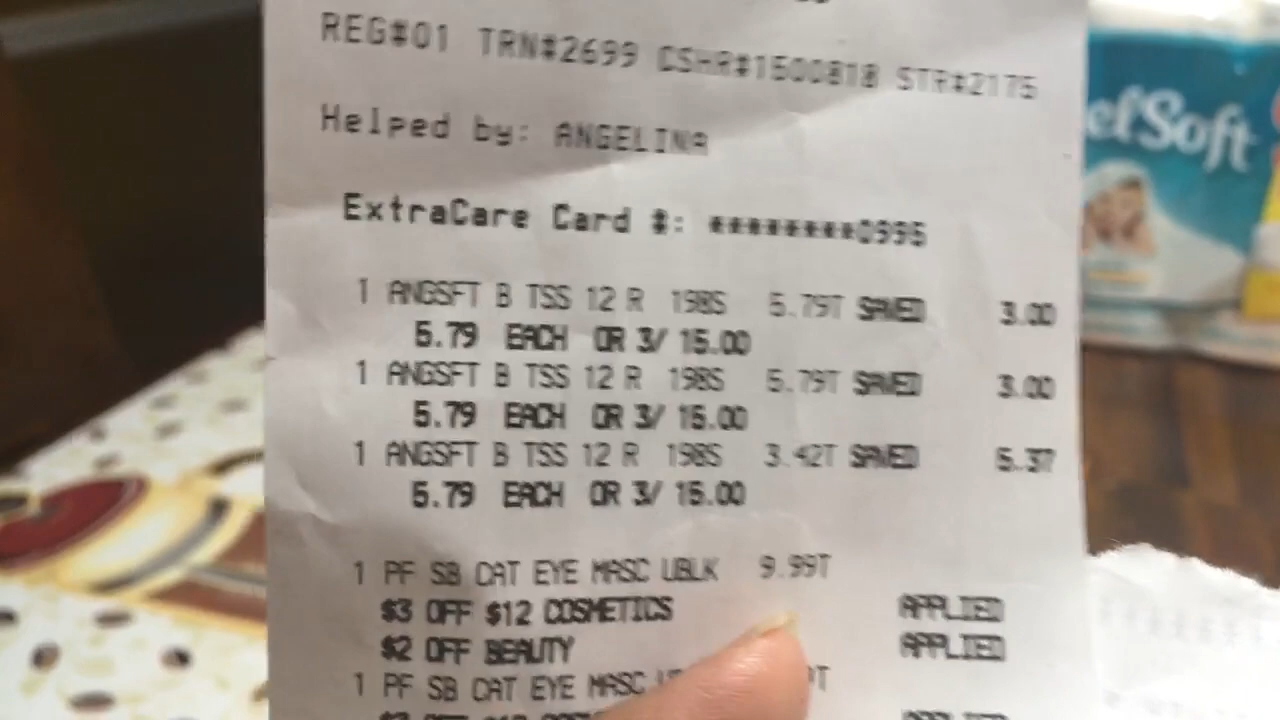 REG#01 TRN#2699 CSHR#1500818 STR#2175
Helped by: ANGELINA
ExtraCare Card #: ********0995
1 ANGSFT B TSS 12 R 198S 5.79T SAVED 3.00
5.79 EACH OR 3/ 15.00
1 ANGSFT B TSS 12 R 198S 5.79T SAVED 3.00
5.79 EACH OR 3/ 15.00
1 ANGSFT B TSS 12 R 198S 3.42T SAVED 5.37
5.79 EACH OR 3/ 15.00
1 PF SB CAT EYE MASC UBLK 9.99T
$3 OFF $12 COSMETICS APPLIED
$2 OFF BEAUTY APPLIED
1 PF SB CAT EYE MASC
elSoft